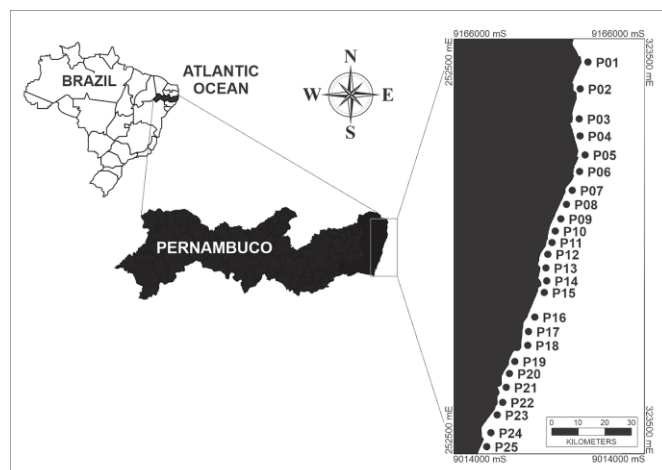 BRAZIL
ATLANTIC
OCEAN
N
W E
S
PERNAMBUCO
9166000 mS 9166000 mS
252500 mE 323500 mE
P01
P02
P03
P04
P05
P06
P07
P08
P09
P10
P11
P12
P13
P14
P15
P16
P17
P18
P19
P20
P21
P22
P23
P24
P25
0 10 20 30
KILOMETERS
252500 mE 323500 mE
9014000 mS 9014000 mS